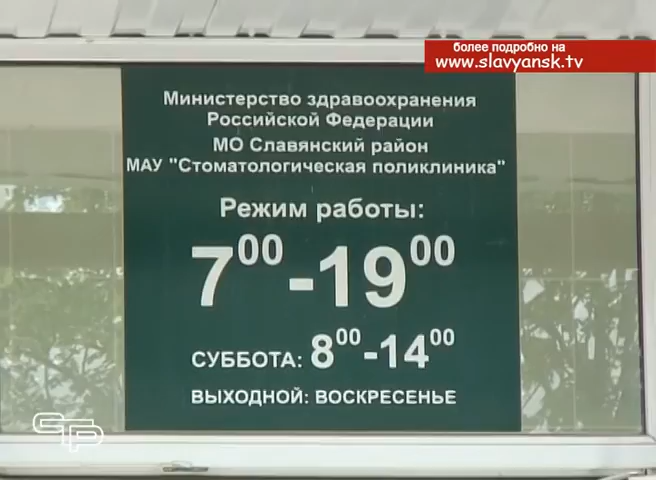 более подробно на
www.slavyansk.tv
Министерство здравоохранения
Российской Федерации
МО Славянский район
МАУ "Стоматологическая поликлиника"
Режим работы:
7⁰⁰-19⁰⁰
СУББОТА: 8⁰⁰-14⁰⁰
ВЫХОДНОЙ: ВОСКРЕСЕНЬЕ